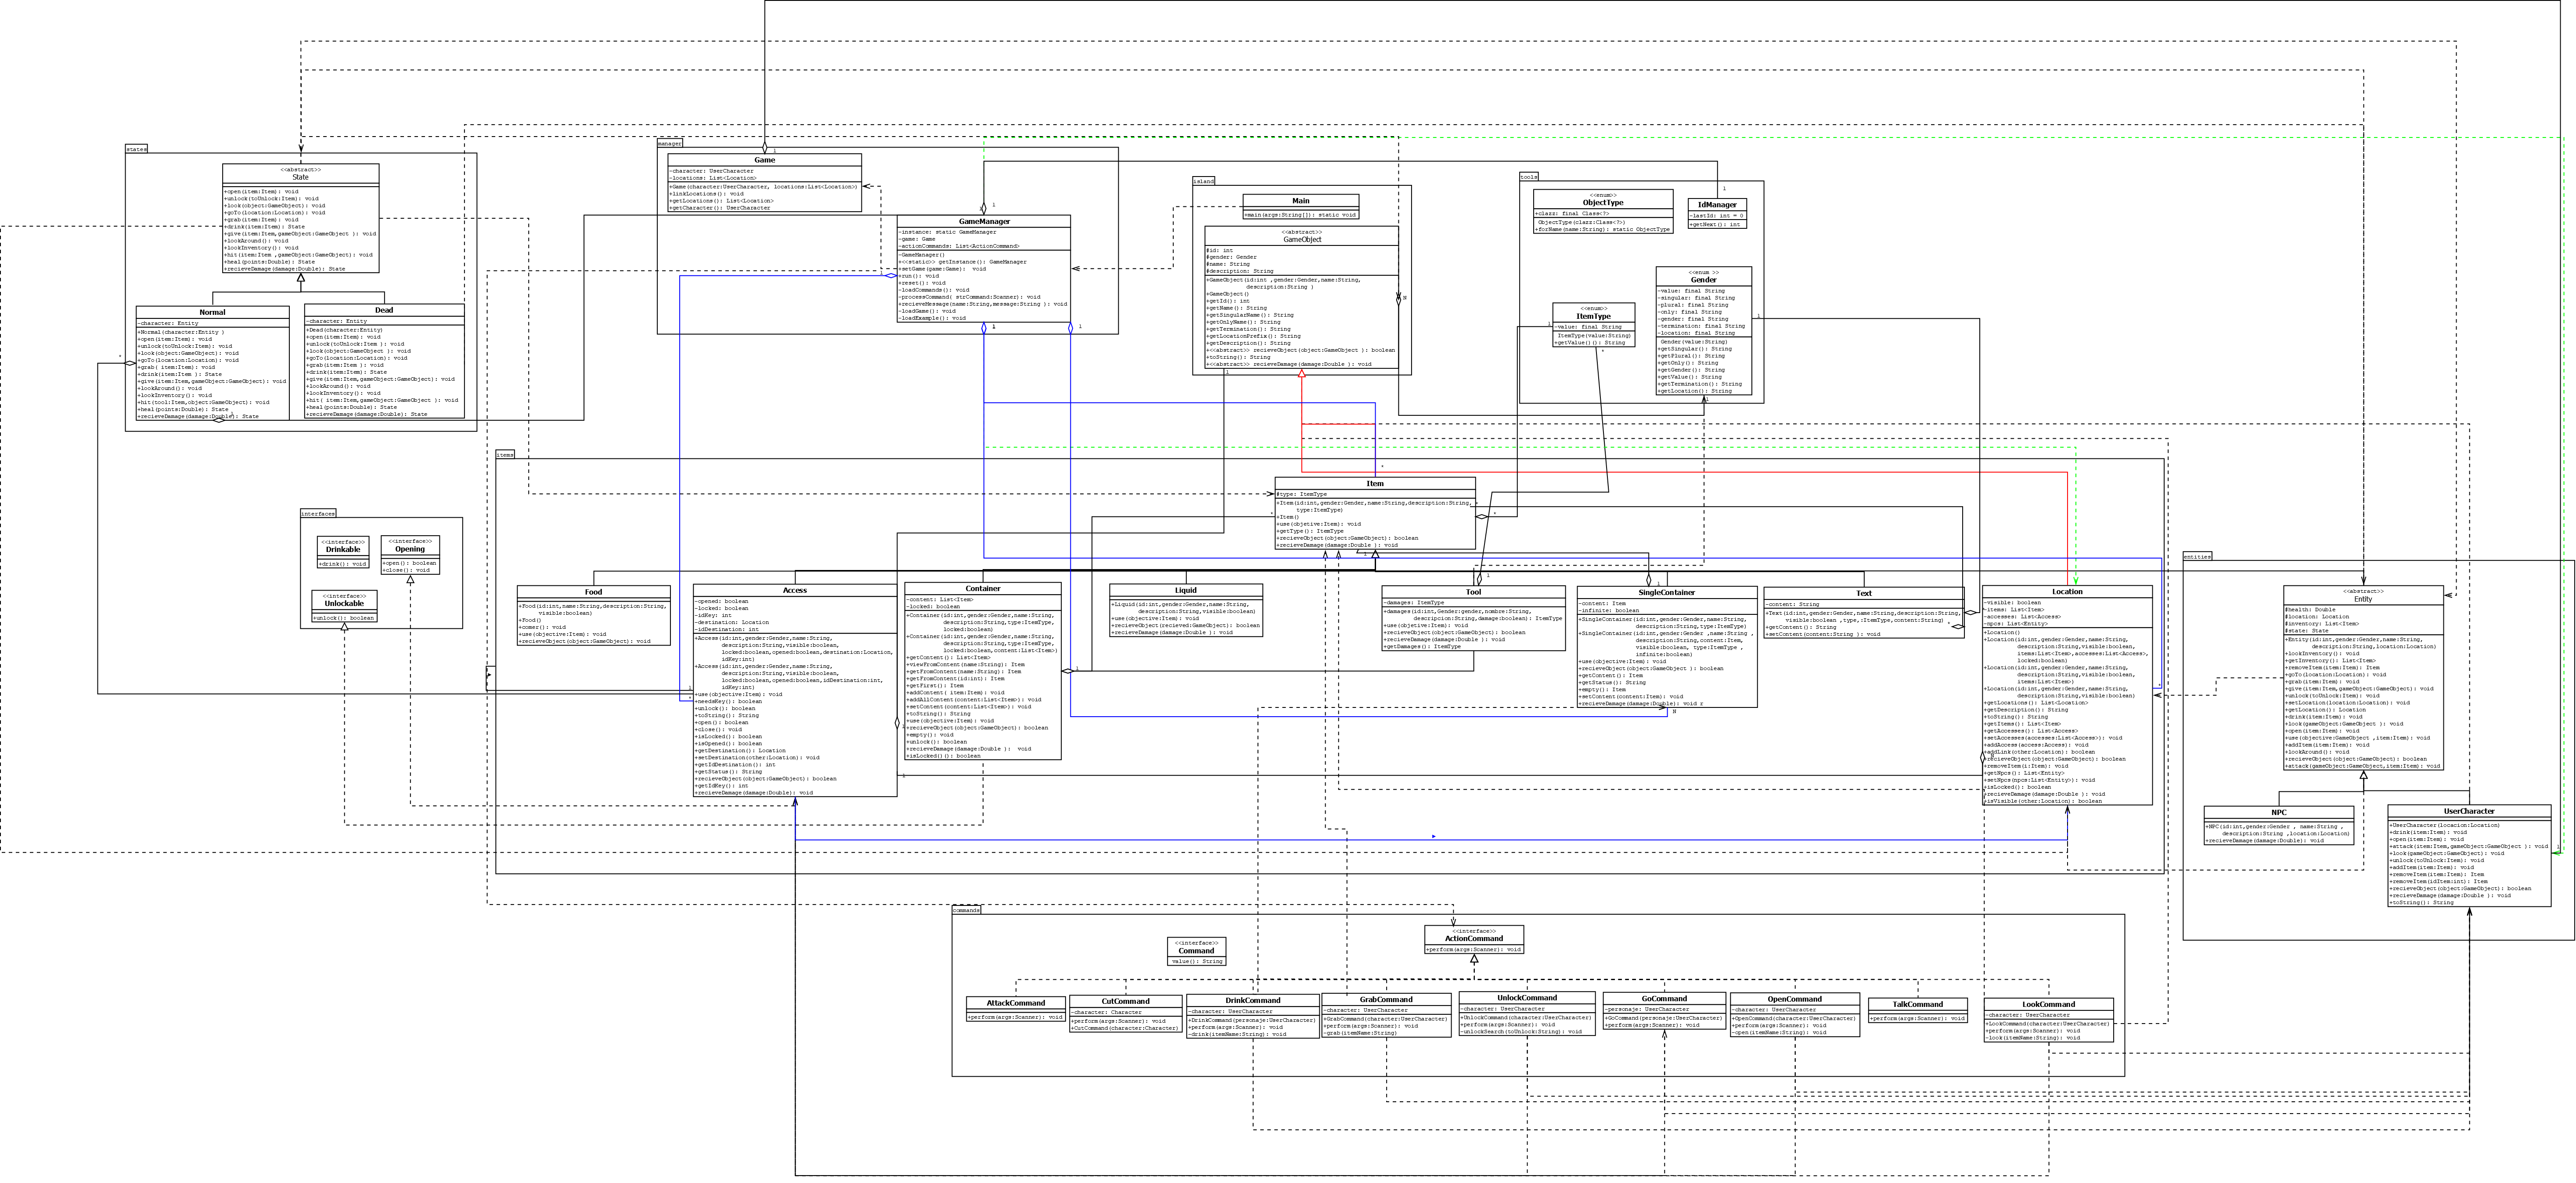 states
<<abstract>>
State
+open(item:Item): void
+unlock(toUnlock:Item): void
+look(object:GameObject): void
+goTo(location:Location): void
+grab(item:Item): void
+drink(item:Item): State
+give(item:Item,gameObject:GameObject ): void
+lookAround(): void
+lookInventory(): void
+hit(item:Item ,gameObject:GameObject): void
+heal(points:Double): State
+recieveDamage(damage:Double): State
Normal
-character: Entity
+Normal(character:Entity )
+open(item:Item): void
+unlock(toUnlock:Item): void
+look(object:GameObject): void
+goTo(location:Location): void
+grab( item:Item): void
+drink(item:Item ): State
+give(item:Item,gameObject:GameObject): void
+lookAround(): void
+lookInventory(): void
+hit(tool:Item,object:GameObject): void
+heal(points:Double): State
+recieveDamage(damage:Double): State
Dead
-character: Entity
+Dead(character:Entity)
+open(item:Item): void
+unlock(toUnlock:Item ): void
+look(object:GameObject ): void
+goTo(location:Location): void
+grab(item:Item ): void
+drink(item:Item): State
+give(item:Item,gameObject:GameObject): void
+lookAround(): void
+lookInventory(): void
+hit( item:Item,gameObject:GameObject ): void
+heal(points:Double): State
+recieveDamage(damage:Double): State
manager
Game
-character: UserCharacter
-locations: List<Location>
+Game(character:UserCharacter, locations:List<Location>)
+linkLocations(): void
+getLocations(): List<Location>
+getCharacter(): UserCharacter
GameManager
-instance: static GameManager
-game: Game
-actionCommands: List<ActionCommand>
-GameManager()
+<<static>> getInstance(): GameManager
+setGame(game:Game):  void
+run(): void
+reset(): void
-loadCommands(): void
-processCommand( strCommand:Scanner): void
+recieveMessage(name:String,message:String ): void
-loadGame(): void
-loadExample(): void
island
Main
+main(args:String[]): static void
<<abstract>>
GameObject
#id: int
#gender: Gender
#name: String
#description: String
+GameObject(id:int ,gender:Gender,name:String,
description:String )
+GameObject()
+getId(): int
+getName(): String
+getSingularName(): String
+getOnlyName(): String
+getTermination(): String
+getLocationPrefix(): String
+getDescription(): String
+<<abstract>> recieveObject(object:GameObject ): boolean
+toString(): String
+<<abstract>> recieveDamage(damage:Double ): void
tools
<<enum>>
ObjectType
+clazz: final Class<?>
ObjectType(clazz:Class<?>)
+forName(name:String): static ObjectType
IdManager
-lastId: int = 0
+getNext(): int
<<enum >>
Gender
-value: final String
-singular: final String
-plural: final String
-only: final String
-gender: final String
-termination: final String
-location: final String
Gender(value:String)
+getSingular(): String
+getPlural(): String
+getOnly(): String
+getGender(): String
+getValue(): String
+getTermination(): String
+getLocation(): String
<<enum>>
ItemType
-value: final String
ItemType(value:String)
+getValue()(): String
items
Item
#type: ItemType
+Item(id:int,gender:Gender,name:String,description:String,
type:ItemType)
+Item()
+use(objetive:Item): void
+getType(): ItemType
+recieveObject(object:GameObject): boolean
+recieveDamage(damage:Double ): void
interfaces
<<interface>>
Drinkable
+drink(): void
<<interface>>
Opening
+open(): boolean
+close(): void
<<interface>>
Unlockable
+unlock(): boolean
Food
+Food(id:int,name:String,description:String,
visible:boolean)
+Food()
+comer(): void
+use(objective:Item): void
+recieveObject(object:GameObject): void
Access
-opened: boolean
-locked: boolean
-idKey: int
-destination: Location
-idDestination: int
+Access(id:int,gender:Gender,name:String,
description:String,visible:boolean,
locked:boolean,opened:boolean,destination:Location,
idKey:int)
+Access(id:int,gender:Gender,name:String,
description:String,visible:boolean,
locked:boolean,opened:boolean,idDestination:int,
idKey:int)
+use(objective:Item): void
+needsKey(): boolean
+unlock(): boolean
+toString(): String
+open(): boolean
+close(): void
+isLocked(): boolean
+isOpened(): boolean
+getDestination(): Location
+setDestination(other:Location): void
+getIdDestination(): int
+getStatus(): String
+recieveObject(object:GameObject): boolean
+getIdKey(): int
+recieveDamage(damage:Double): void
Container
-content: List<Item>
-locked: boolean
+Container(id:int,gender:Gender,name:String,
description:String,type:ItemType,
locked:boolean)
+Container(id:int,gender:Gender,name:String,
description:String,type:ItemType,
locked:boolean,content:List<Item>)
+getContent(): List<Item>
+viewFromContent(name:String): Item
+getFromContent(name:String): Item
+getFromContent(id:int): Item
+getFirst(): Item
+addContent( item:Item): void
+addAllContent(content:List<Item>): void
+setContent(content:List<Item>): void
+toString(): String
+use(objective:Item): void
+recieveObject(object:GameObject): boolean
+empty(): void
+unlock(): boolean
+recieveDamage(damage:Double ):  void
+isLocked()(): boolean
Liquid
+Liquid(id:int,gender:Gender,name:String,
description:String,visible:boolean)
+use(objective:Item): void
+recieveObject(recieved:GameObject): boolean
+recieveDamage(damage:Double ): void
Tool
-damages: ItemType
+damages(id:int,Gender:gender,nombre:String,
description:String,damage:boolean): ItemType
+use(objective:Item): void
+recieveObject(object:GameObject): boolean
+recieveDamage(damage:Double ): void
+getDamages(): ItemType
SingleContainer
-content: Item
-infinite: boolean
+SingleContainer(id:int,gender:Gender,name:String,
description:String,type:ItemType)
+SingleContainer(id:int,gender:Gender ,name:String ,
description:String,content:Item,
visible:boolean, type:ItemType ,
infinite:boolean)
+use(objective:Item): void
+recieveObject(object:GameObject ): boolean
+getContent(): Item
+getStatus(): String
+empty(): Item
+setContent(content:Item): void
+recieveDamage(damage:Double): void r
Text
-content: String
+Text(id:int,gender:Gender,name:String,description:String,
visible:boolean ,type,:ItemType,content:String)
+getContent(): String
+setContent(content:String ): void
Location
-visible: boolean
-items: List<Item>
-accesses: List<Access>
-npcs: List<Entity>
+Location()
+Location(id:int,gender:Gender,name:String,
description:String,visible:boolean,
items:List<Item>,accesses:List<Access>,
locked:boolean)
+Location(id:int,gender:Gender,name:String,
description:String,visible:boolean,
items:List<Item>)
+Location(id:int,gender:Gender,name:String,
description:String,visible:boolean)
+getLocations(): List<Location>
+getDescription(): String
+toString(): String
+getItems(): List<Item>
+getAccesses(): List<Access>
+setAccesses(accesses:List<Access>): void
+addAccess(access:Access): void
+addLink(other:Location): boolean
+recieveObject(object:GameObject): boolean
+removeItem(i:Item): void
+getNpcs(): List<Entity>
+setNpcs(npcs:List<Entity>): void
+isLocked(): boolean
+recieveDamage(damage:Double ): void
+isVisible(other:Location): boolean
entities
<<abstract>>
Entity
#health: Double
#location: Location
#inventory: List<Item>
#state: State
+Entity(id:int,gender:Gender,name:String,
description:String,location:Location)
+lookInventory(): void
+getInventory(): List<Item>
+removeItem(item:Item): Item
+goTo(location:Location): void
+grab(item:Item): void
+give(item:Item,gameObject:GameObject): void
+unlock(toUnlock:Item): void
+setLocation(location:Location): void
+getLocation(): Location
+drink(item:Item): void
+look(gameObject:GameObject ): void
+open(item:Item): void
+use(objective:GameObject ,item:Item): void
+addItem(item:Item): void
+lookAround(): void
+recieveObject(object:GameObject): boolean
+attack(gameObject:GameObject,item:Item): void
NPC
+NPC(id:int,gender:Gender , name:String ,
description:String ,location:Location)
+recieveDamage(damage:Double): void
UserCharacter
+UserCharacter(locacion:Location)
+drink(item:Item): void
+open(item:Item): void
+attack(item:Item,gameObject:GameObject ): void
+look(gameObject:GameObject): void
+unlock(toUnlock:Item): void
+addItem(item:Item): void
+removeItem(item:Item): Item
+removeItem(idItem:int): Item
+recieveObject(object:GameObject): boolean
+recieveDamage(damage:Double ): void
+toString(): String
commands
<<interface>>
Command
value(): String
<<interface>>
ActionCommand
+perform(args:Scanner): void
AttackCommand
+perform(args:Scanner): void
CutCommand
-character: Character
+perform(args:Scanner): void
+CutCommand(character:Character)
DrinkCommand
-character: UserCharacter
+DrinkCommand(personaje:UserCharacter)
+perform(args:Scanner): void
-drink(itemName:String): void
GrabCommand
-character: UserCharacter
+GrabCommand(character:UserCharacter)
+perform(args:Scanner): void
-grab(itemName:String)
UnlockCommand
-character: UserCharacter
+UnlockCommand(character:UserCharacter)
+perform(args:Scanner): void
-unlockSearch(toUnlock:String): void
GoCommand
-personaje: UserCharacter
+GoCommand(personaje:UserCharacter)
+perform(args:Scanner): void
OpenCommand
-character: UserCharacter
+OpenCommand(character:UserCharacter)
+perform(args:Scanner): void
-open(itemName:String): void
TalkCommand
+perform(args:Scanner): void
LookCommand
-character: UserCharacter
+LookCommand(character:UserCharacter)
+perform(args:Scanner): void
-look(itemName:String): void